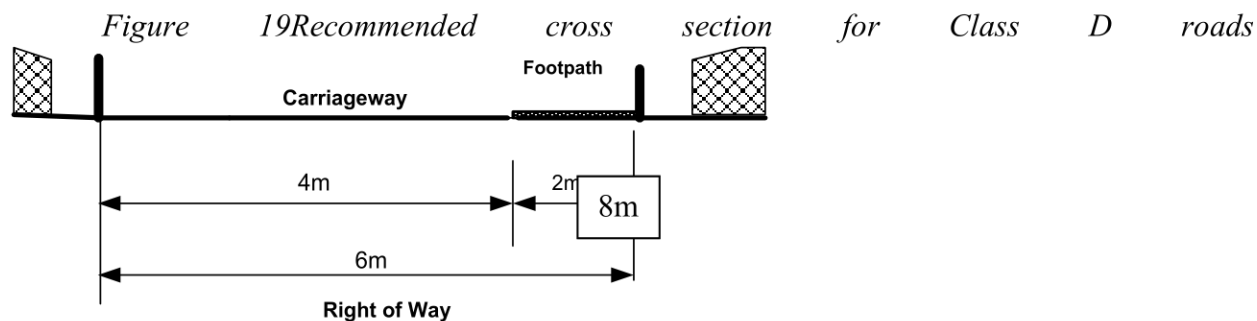 Figure 19Recommended cross section for Class D roads
Footpath
Carriageway
4m
2m
8m
6m
Right of Way